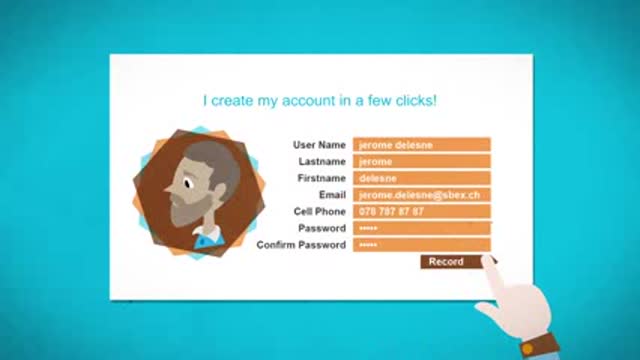 I create my account in a few clicks!
User Name jerome delesne
Lastname jerome
Firstname delesne
Email jerome.delesne@sbex.ch
Cell Phone 078 787 87 87
Password •••••
Confirm Password •••••
Record